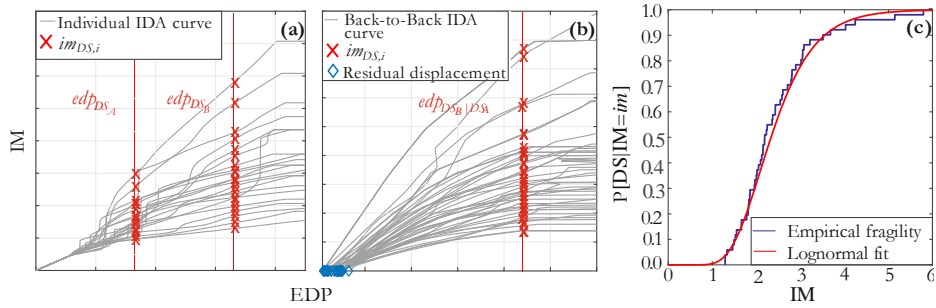 Individual IDA curve
im_DS,i
(a)
edp_DS_A
edp_DS_B
IM
Back-to-Back IDA
curve
im_DS,i
Residual displacement
(b)
edp_DS_B|DS_A
EDP
(c)
P[DS|IM=im]
1.0
0.9
0.8
0.7
0.6
0.5
0.4
0.3
0.2
0.1
0.0
Empirical fragility
Lognormal fit
0 1 2 3 4 5 6
IM